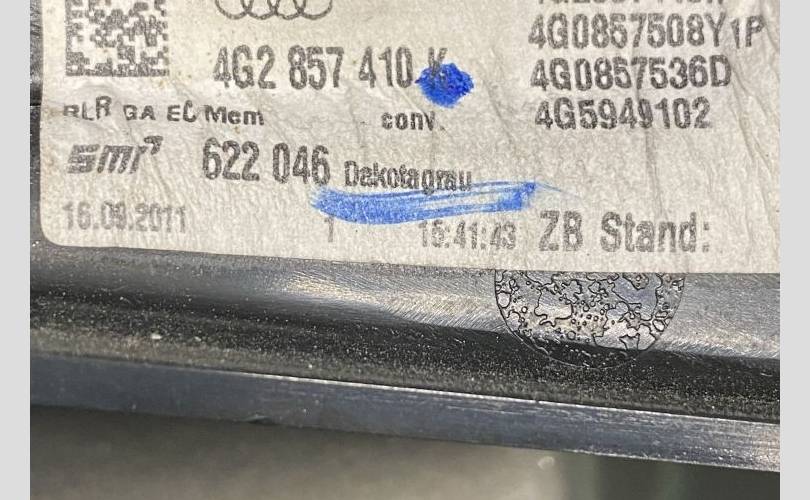 4G0857508Y1P
4G2 857 410 K
4G0857536D
RLR GA EC Mem
conv.
4G5949102
SMR
622 046 Dakotagrau
16.09.2011
1
15:41:43
ZB Stand: